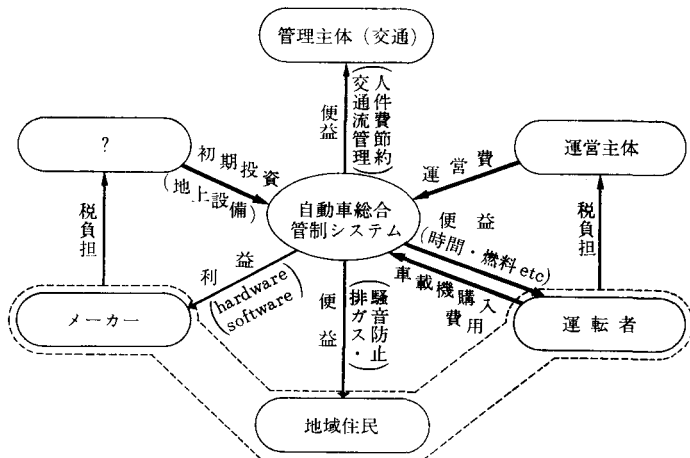 管理主体(交通)
便益
(人件費節約
交通流管理)
?
初期投資
(地上設備)
運営費
運営主体
税負担
自動車総合
管制システム
便益
(時間・燃料etc)
車載機購入
費用
税負担
利益
(hardware
software)
便益
(騒音防止
排ガス・)
メーカー
運転者
地域住民